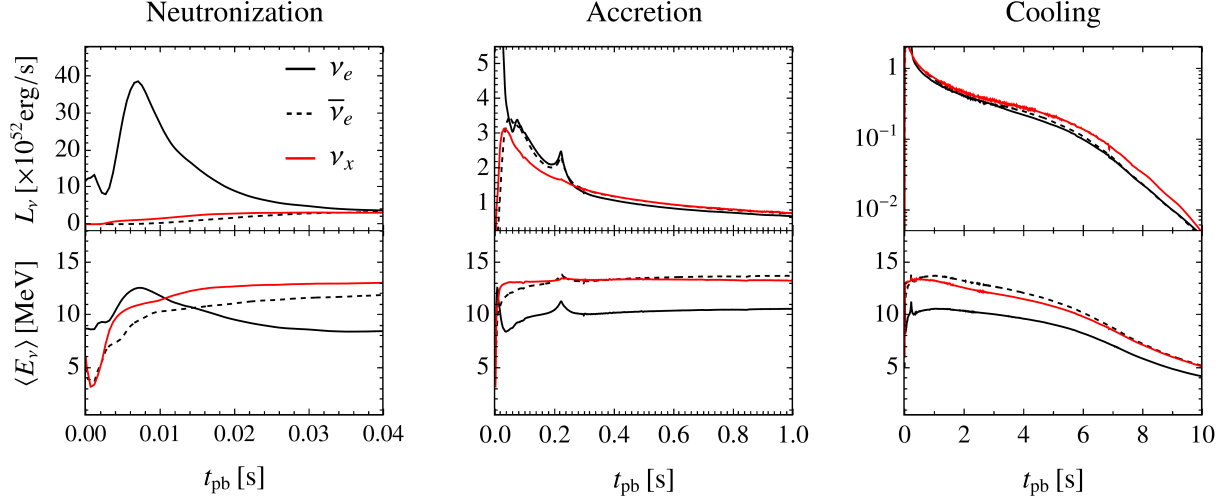 Neutronization
Accretion
Cooling
L_ν [×10^52 erg/s]
40
30
20
10
0
ν_e
ν̄_e
ν_x
5
4
3
2
1
1
10^−1
10^−2
⟨E_ν⟩ [MeV]
15
10
5
15
10
5
15
10
5
0.00 0.01 0.02 0.03 0.04
0.0 0.2 0.4 0.6 0.8 1.0
0 2 4 6 8 10
t_pb [s]
t_pb [s]
t_pb [s]